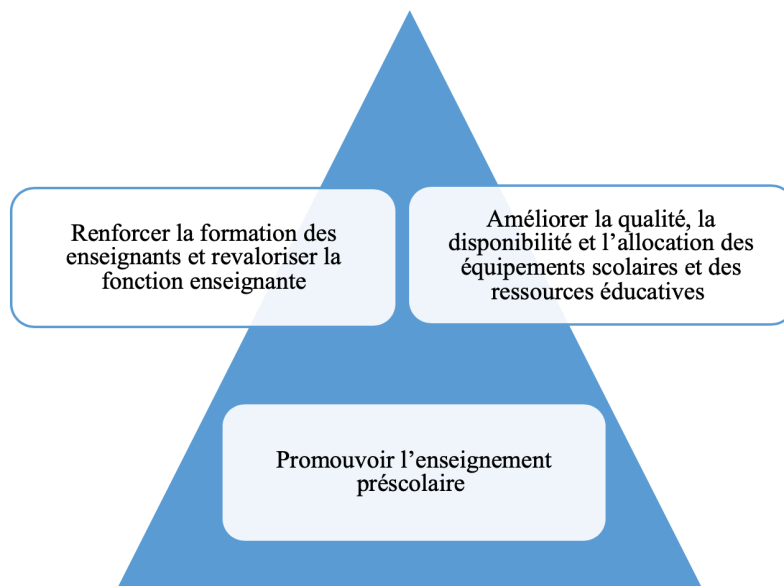 Renforcer la formation des
enseignants et revaloriser la
fonction enseignante
Améliorer la qualité, la
disponibilité et l’allocation des
équipements scolaires et des
ressources éducatives
Promouvoir l’enseignement
préscolaire